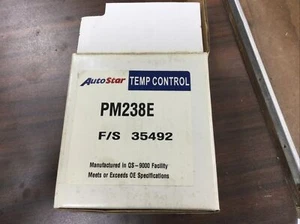 AutoStar TEMP CONTROL
PM238E
F/S 35492
Manufactured in QS-9000 Facility
Meets or Exceeds OE Specifications